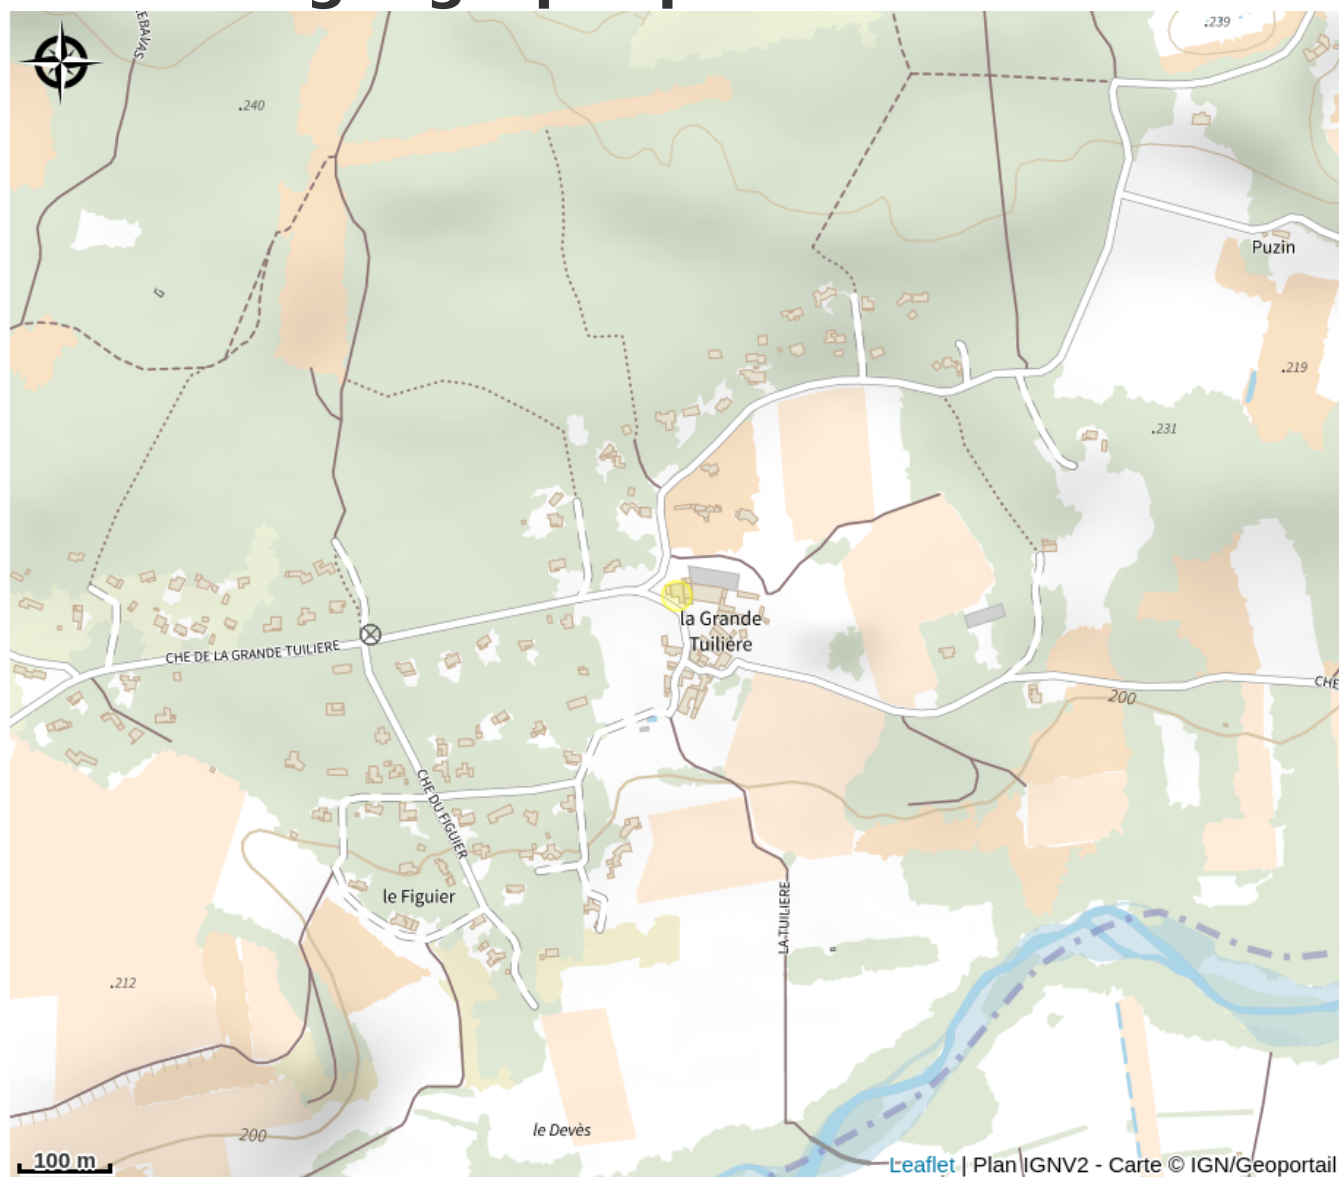 .239
.240
Puzin
.219
.231
la Grande
Tuilière
CHE DE LA GRANDE TUILIERE
CHE
200
CHE DU FIGUIER
le Figuier
LA TUILIERE
.212
le Devès
200
100 m
Leaflet | Plan IGNV2 - Carte © IGN/Geoportail